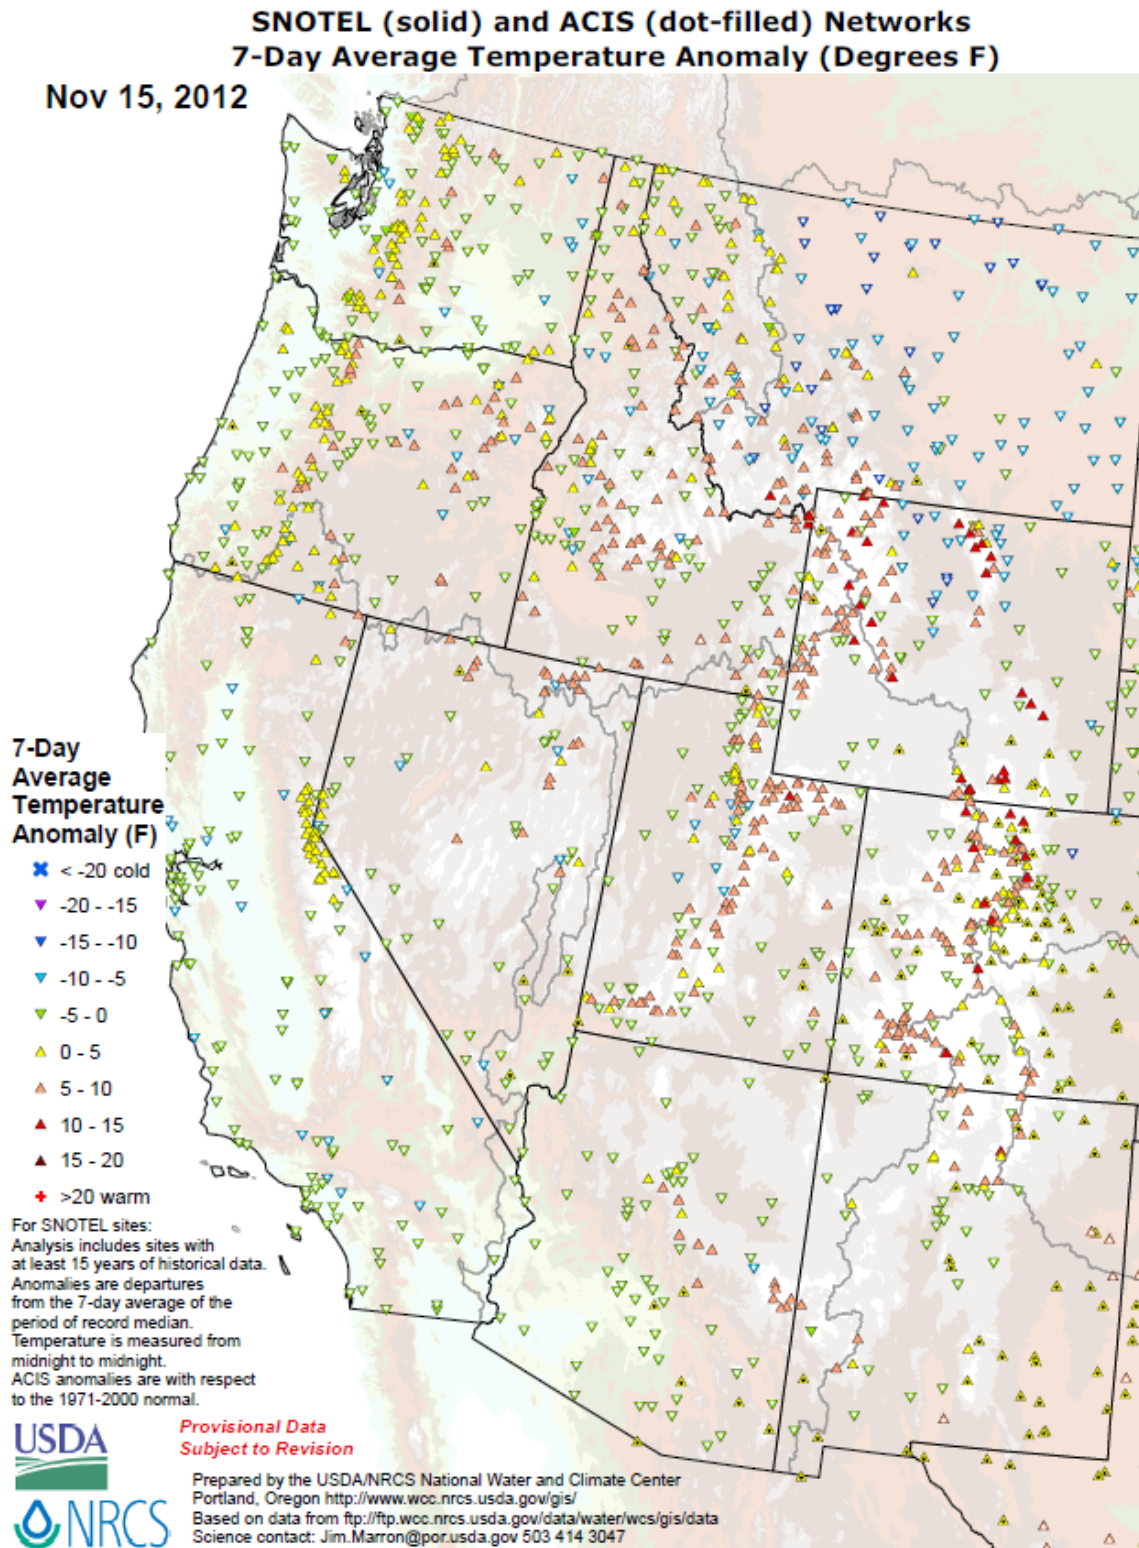 SNOTEL (solid) and ACIS (dot-filled) Networks
7-Day Average Temperature Anomaly (Degrees F)
Nov 15, 2012
7-Day
Average
Temperature
Anomaly (F)
< -20 cold
-20 - -15
-15 - -10
-10 - -5
-5 - 0
0 - 5
5 - 10
10 - 15
15 - 20
>20 warm
For SNOTEL sites:
Analysis includes sites with
at least 15 years of historical data.
Anomalies are departures
from the 7-day average of the
period of record median.
Temperature is measured from
midnight to midnight.
ACIS anomalies are with respect
to the 1971-2000 normal.
USDA
Provisional Data
Subject to Revision
NRCS
Prepared by the USDA/NRCS National Water and Climate Center
Portland, Oregon http://www.wcc.nrcs.usda.gov/gis/
Based on data from ftp://ftp.wcc.nrcs.usda.gov/data/water/wcs/gis/data
Science contact: Jim.Marron@por.usda.gov 503 414 3047